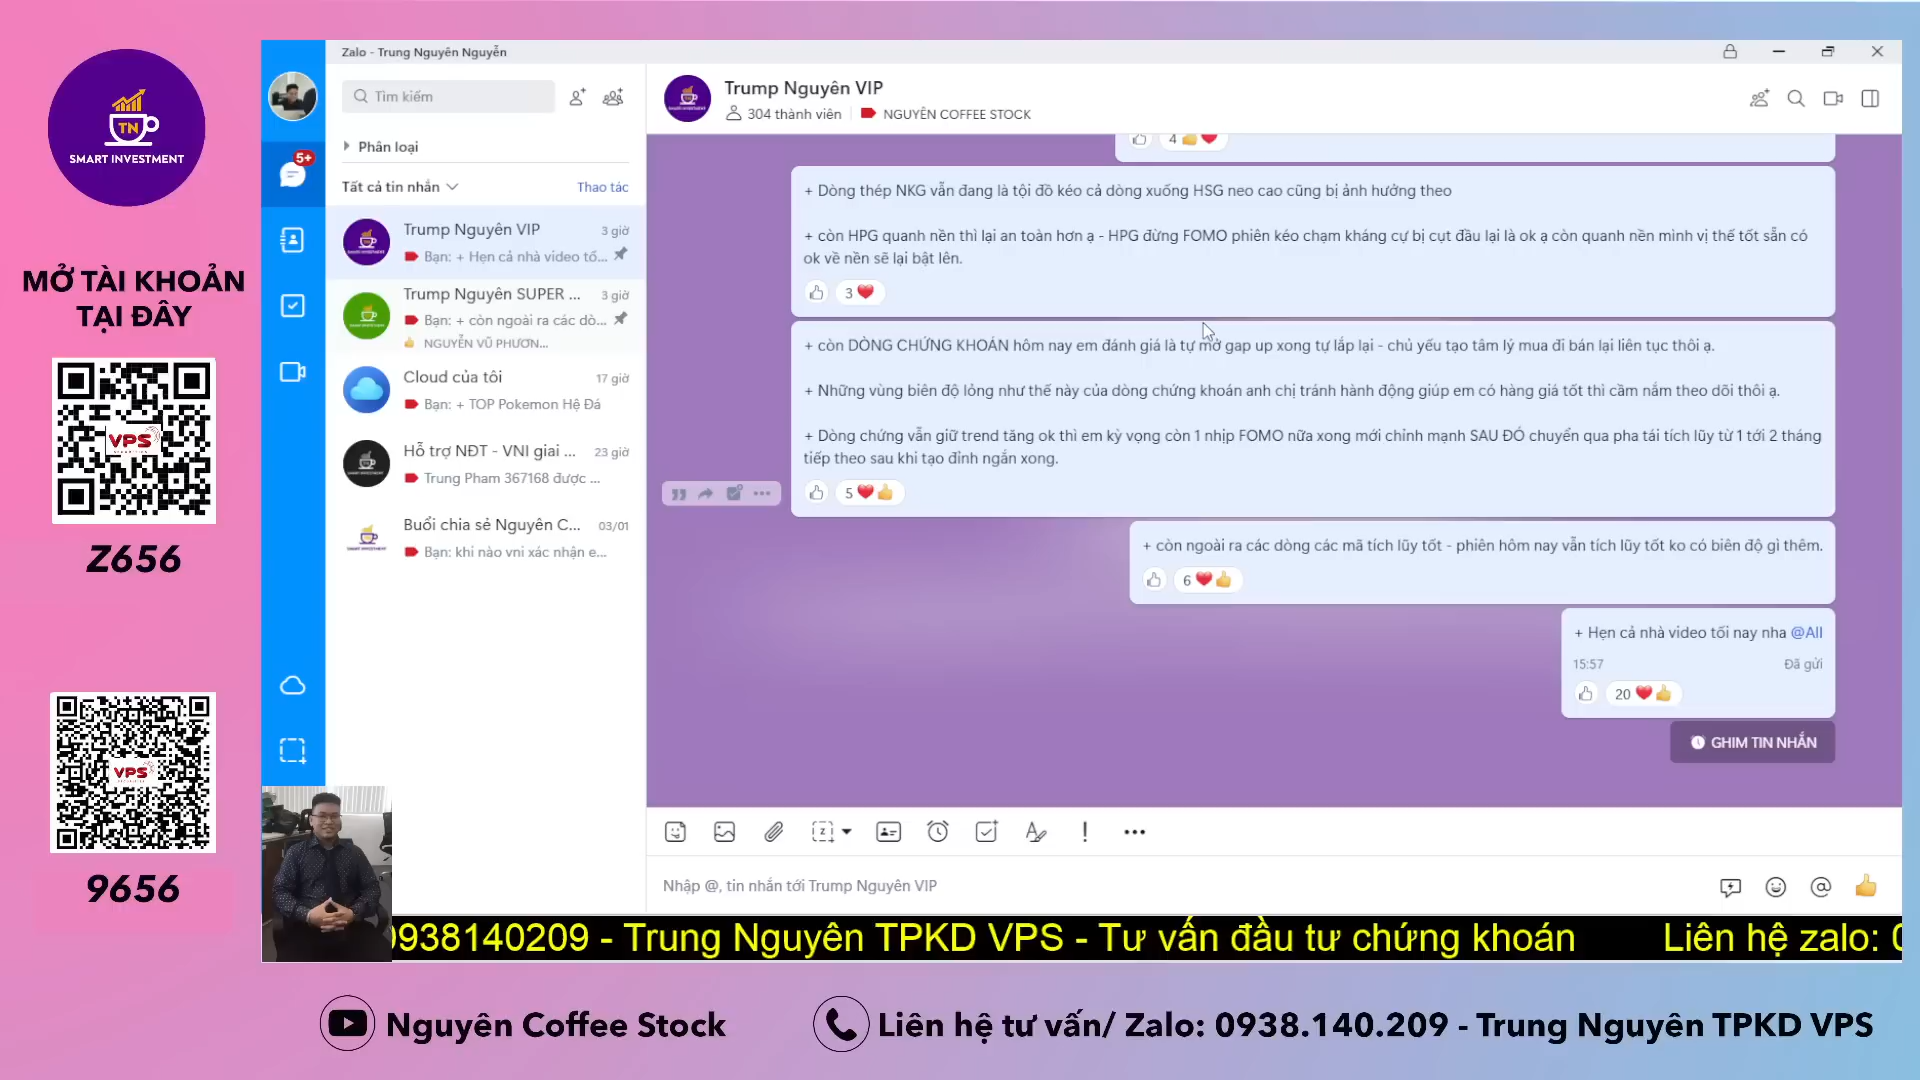 TN
SMART INVESTMENT
MỞ TÀI KHOẢN
TẠI ĐÂY
VPS
Z656
VPS
9656
Zalo - Trung Nguyên Nguyễn
Tìm kiếm
5+
Phân loại
Tất cả tin nhắn
Thao tác
Trump Nguyên VIP
3 giờ
Bạn: + Hẹn cả nhà video tố...
Trump Nguyên SUPER ...
3 giờ
Bạn: + còn ngoài ra các dò...
NGUYỄN VŨ PHƯƠN...
Cloud của tôi
17 giờ
Bạn: + TOP Pokemon Hệ Đá
Hỗ trợ NĐT - VNI giai ...
23 giờ
Trung Pham 367168 được ...
Buổi chia sẻ Nguyên C...
03/01
Bạn: khi nào vni xác nhận e...
Trump Nguyên VIP
304 thành viên
NGUYÊN COFFEE STOCK
4
+ Dòng thép NKG vẫn đang là tội đồ kéo cả dòng xuống HSG neo cao cũng bị ảnh hưởng theo
+ còn HPG quanh nền thì lại an toàn hơn ạ - HPG đừng FOMO phiên kéo chạm kháng cự bị cụt đầu lại là ok ạ còn quanh nền mình vị thế tốt sẵn có
ok về nền sẽ lại bật lên.
3
+ còn DÒNG CHỨNG KHOÁN hôm nay em đánh giá là tự mở gap up xong tự lấp lại - chủ yếu tạo tâm lý mua đi bán lại liên tục thôi ạ.
+ Những vùng biên độ lỏng như thế này của dòng chứng khoán anh chị tránh hành động giúp em có hàng giá tốt thì cầm nắm theo dõi thôi ạ.
+ Dòng chứng vẫn giữ trend tăng ok thì em kỳ vọng còn 1 nhịp FOMO nữa xong mới chỉnh mạnh SAU ĐÓ chuyển qua pha tái tích lũy từ 1 tới 2 tháng
tiếp theo sau khi tạo đỉnh ngắn xong.
5
+ còn ngoài ra các dòng các mã tích lũy tốt - phiên hôm nay vẫn tích lũy tốt ko có biên độ gì thêm.
6
+ Hẹn cả nhà video tối nay nha @All
15:57
Đã gửi
20
GHIM TIN NHẮN
Nhập @, tin nhắn tới Trump Nguyên VIP
0938140209 - Trung Nguyên TPKD VPS - Tư vấn đầu tư chứng khoán Liên hệ zalo: 0
Nguyên Coffee Stock
Liên hệ tư vấn/ Zalo: 0938.140.209 - Trung Nguyên TPKD VPS